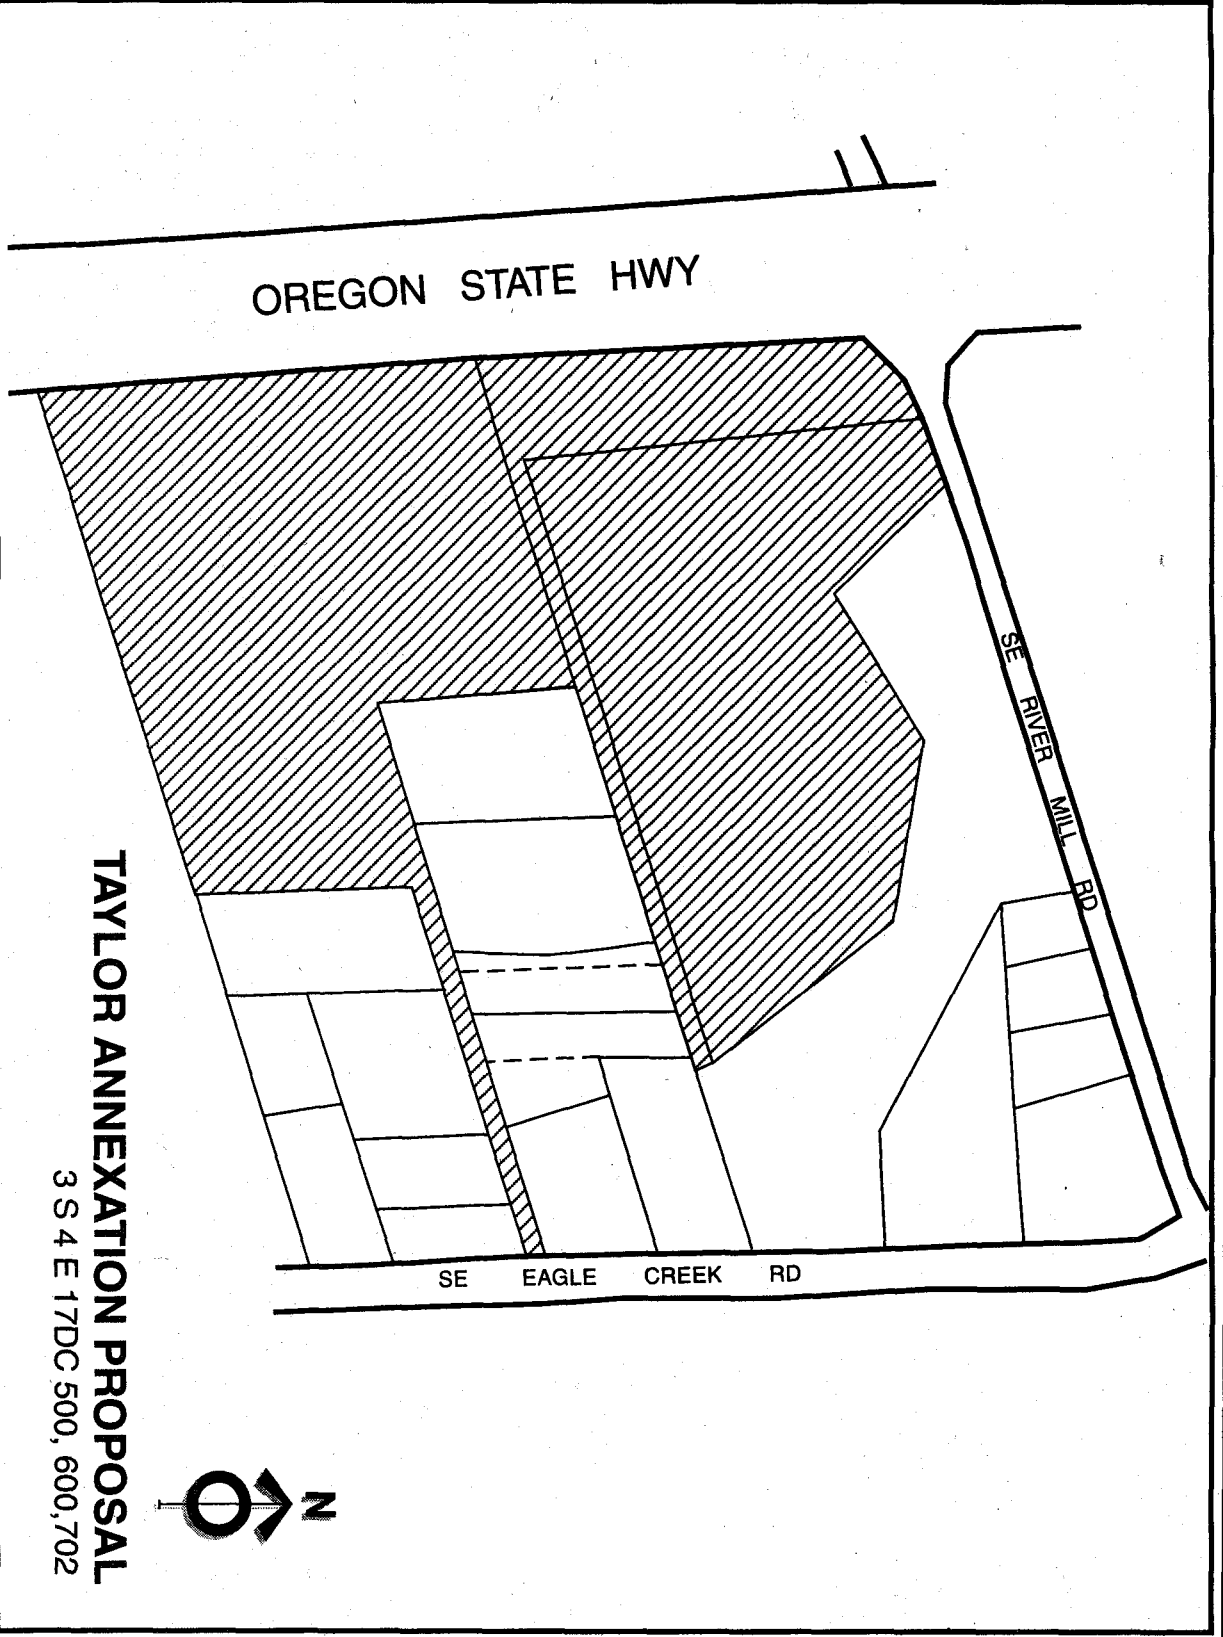 OREGON STATE HWY
SE RIVER MILL RD
SE EAGLE CREEK RD
TAYLOR ANNEXATION PROPOSAL
3 S 4 E 17DC 500, 600,702
N